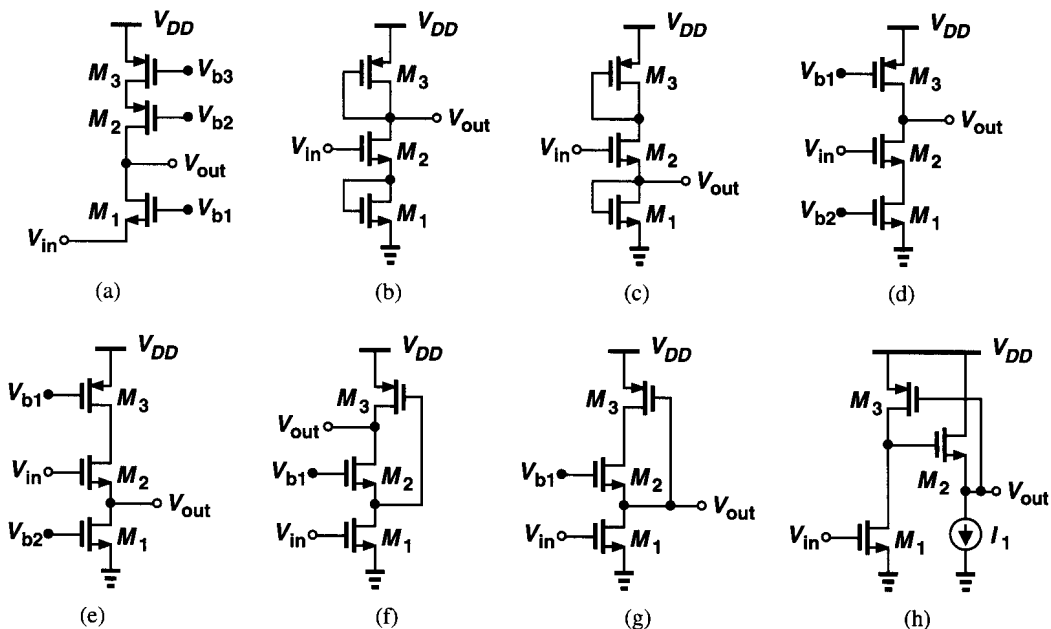 V_DD
M_3
V_b3
M_2
V_b2
V_out
M_1
V_b1
V_in
(a)
V_DD
M_3
V_out
V_in
M_2
M_1
(b)
V_DD
M_3
V_in
M_2
V_out
M_1
(c)
V_DD
V_b1
M_3
V_out
V_in
M_2
V_b2
M_1
(d)
V_DD
V_b1
M_3
V_in
M_2
V_out
V_b2
M_1
(e)
V_DD
M_3
V_out
V_b1
M_2
V_in
M_1
(f)
V_DD
M_3
V_b1
M_2
V_out
V_in
M_1
(g)
V_DD
M_3
M_2
V_out
V_in
M_1
I_1
(h)